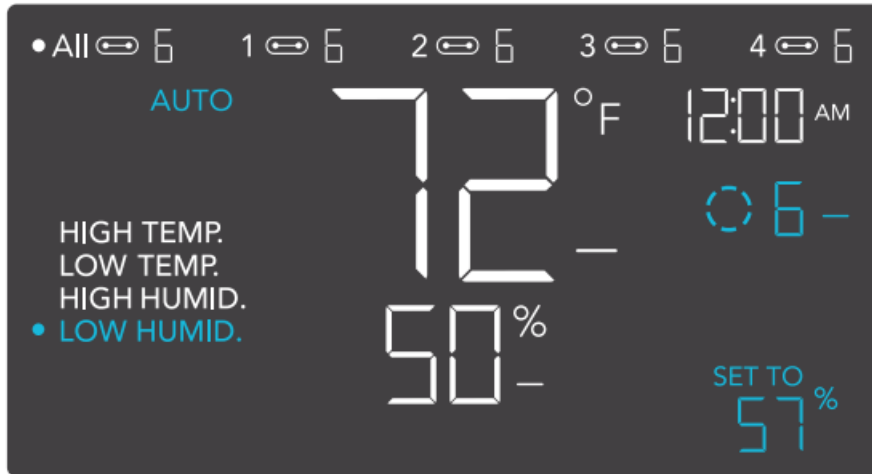 All 6 1 6 2 6 3 6 4 6
AUTO
72 °F
12:00 AM
6 –
HIGH TEMP.
LOW TEMP.
HIGH HUMID.
LOW HUMID.
50 %
SET TO
57 %